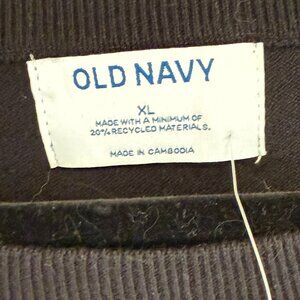 OLD NAVY
XL
MADE WITH A MINIMUM OF
20% RECYCLED MATERIALS.
MADE IN CAMBODIA